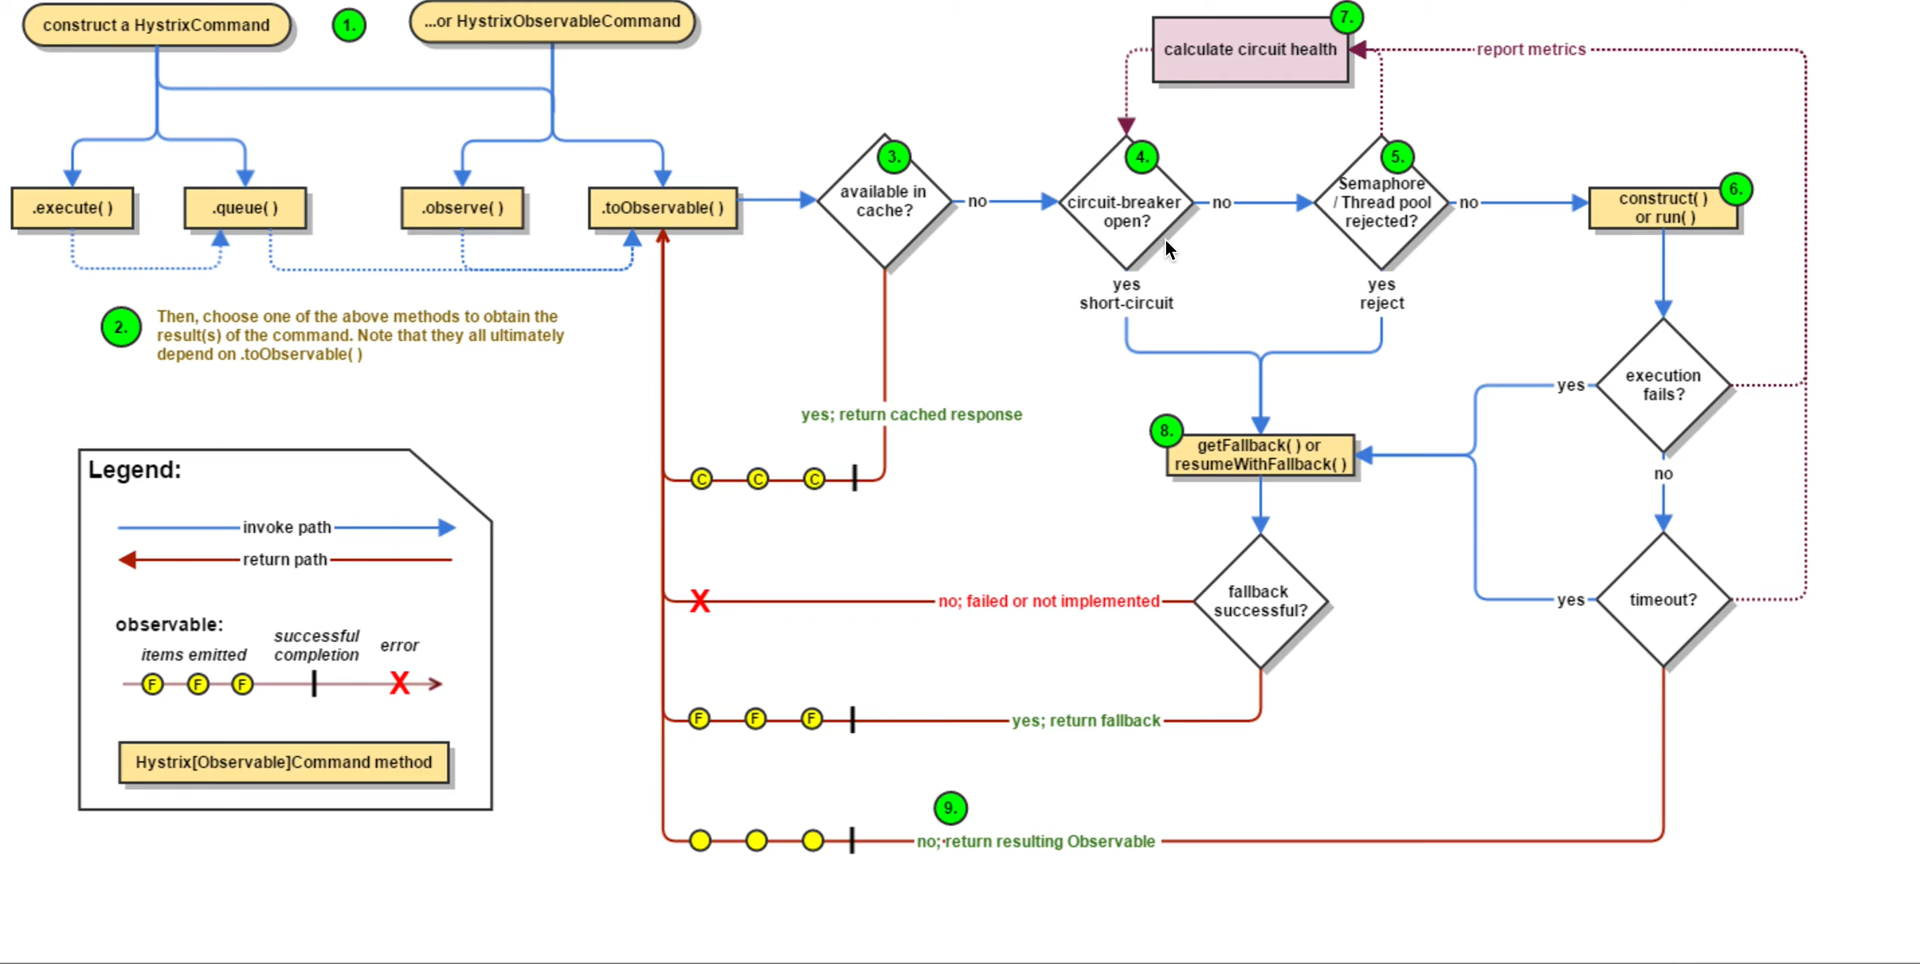 construct a HystrixCommand
1.
...or HystrixObservableCommand
7.
calculate circuit health
report metrics
.execute( )
.queue( )
.observe( )
.toObservable( )
3.
available in
cache?
no
4.
circuit-breaker
open?
no
5.
Semaphore
/ Thread pool
rejected?
no
6.
construct( )
or run( )
yes
short-circuit
yes
reject
2.
Then, choose one of the above methods to obtain the
result(s) of the command. Note that they all ultimately
depend on .toObservable( )
execution
fails?
yes
no
yes; return cached response
C
C
C
8.
getFallback( ) or
resumeWithFallback( )
Legend:
invoke path
return path
observable:
items emitted
successful
completion
error
F
F
F
X
Hystrix[Observable]Command method
X
no; failed or not implemented
fallback
successful?
yes
timeout?
F
F
F
yes; return fallback
9.
no; return resulting Observable